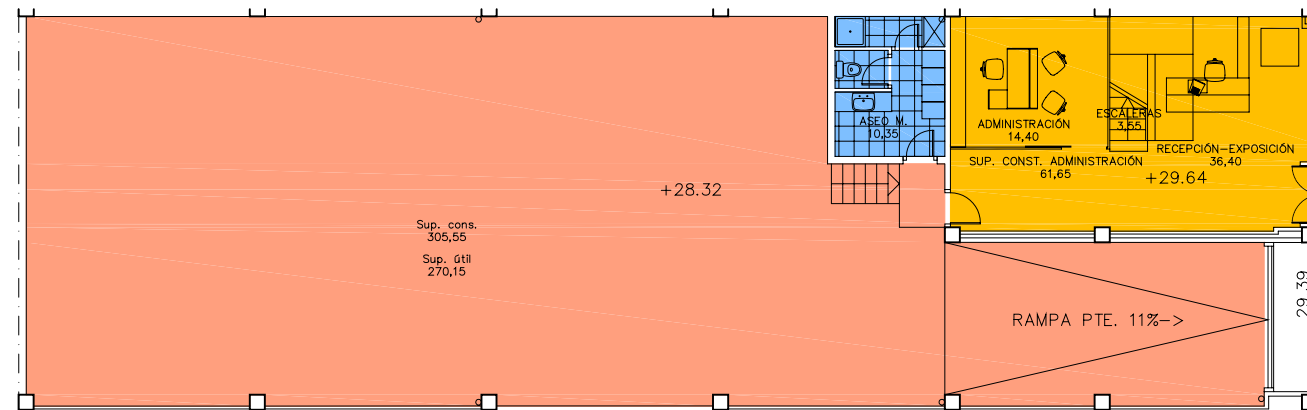 ASEO M.
10,35
ADMINISTRACIÓN
14,40
ESCALERAS
3,55
RECEPCIÓN-EXPOSICIÓN
36,40
SUP. CONST. ADMINISTRACIÓN
61,65
+29.64
+28.32
Sup. cons.
305,55
Sup. útil
270,15
RAMPA PTE. 11%->
29.39